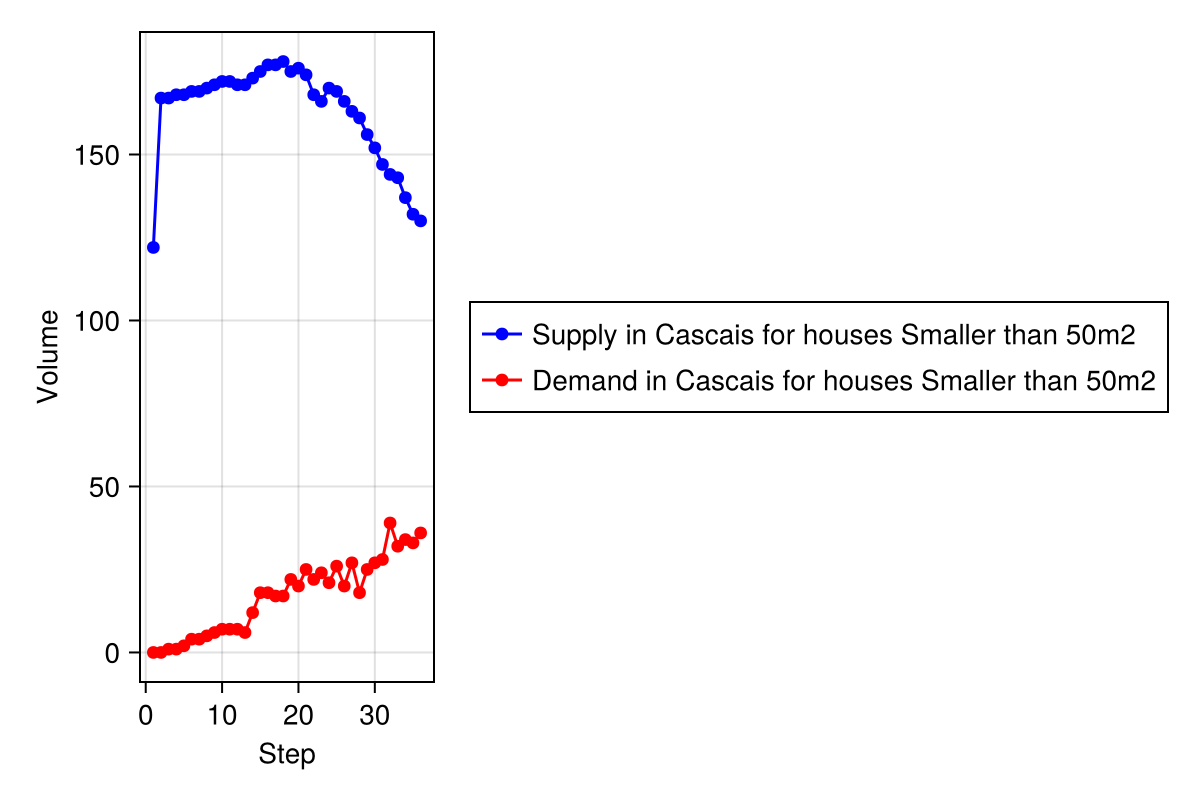 Volume
150
100
50
0
0 10 20 30
Step
Supply in Cascais for houses Smaller than 50m2
Demand in Cascais for houses Smaller than 50m2